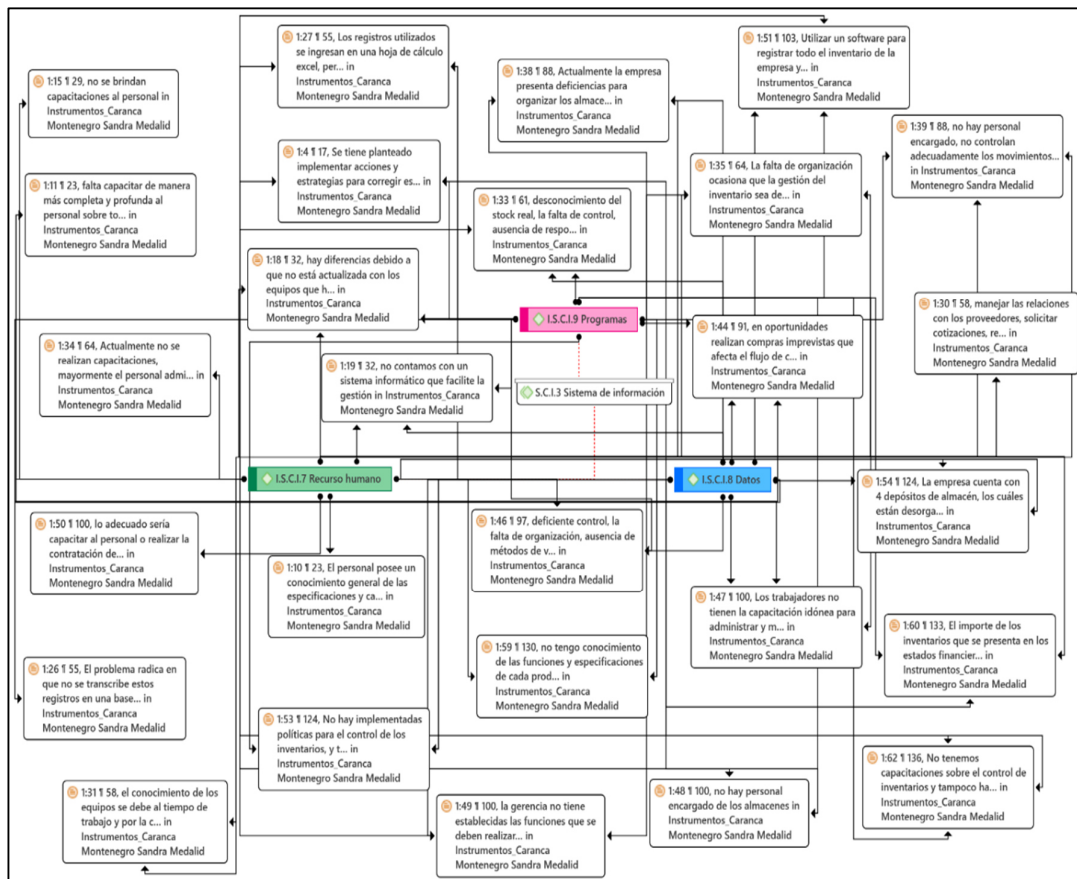 1:27 ¶ 55, Los registros utilizados
se ingresan en una hoja de cálculo
excel, per... in
Instrumentos_Caranca
Montenegro Sandra Medalid
1:51 ¶ 103, Utilizar un software para
registrar todo el inventario de la
empresa y... in
Instrumentos_Caranca
Montenegro Sandra Medalid
1:15 ¶ 29, no se brindan
capacitaciones al personal in
Instrumentos_Caranca
Montenegro Sandra Medalid
1:38 ¶ 88, Actualmente la empresa
presenta deficiencias para
organizar los almace... in
Instrumentos_Caranca
Montenegro Sandra Medalid
1:39 ¶ 88, no hay personal
encargado, no controlan
adecuadamente los movimientos...
in Instrumentos_Caranca
Montenegro Sandra Medalid
1:4 ¶ 17, Se tiene planteado
implementar acciones y
estrategias para corregir es... in
Instrumentos_Caranca
Montenegro Sandra Medalid
1:35 ¶ 64, La falta de organización
ocasiona que la gestión del
inventario sea de... in
Instrumentos_Caranca
Montenegro Sandra Medalid
1:11 ¶ 23, falta capacitar de manera
más completa y profunda al
personal sobre to... in
Instrumentos_Caranca
Montenegro Sandra Medalid
1:33 ¶ 61, desconocimiento del
stock real, la falta de control,
ausencia de respo... in
Instrumentos_Caranca
Montenegro Sandra Medalid
1:18 ¶ 32, hay diferencias debido a
que no está actualizada con los
equipos que h... in
Instrumentos_Caranca
Montenegro Sandra Medalid
1:30 ¶ 58, manejar las relaciones
con los proveedores, solicitar
cotizaciones, re... in
Instrumentos_Caranca
Montenegro Sandra Medalid
I.S.C.I.9 Programas
1:44 ¶ 91, en oportunidades
realizan compras imprevistas que
afecta el flujo de c... in
Instrumentos_Caranca
Montenegro Sandra Medalid
1:34 ¶ 64, Actualmente no se
realizan capacitaciones,
mayormente el personal admi... in
Instrumentos_Caranca
Montenegro Sandra Medalid
1:19 ¶ 32, no contamos con un
sistema informático que facilite la
gestión in Instrumentos_Caranca
Montenegro Sandra Medalid
S.C.I.3 Sistema de información
I.S.C.I.7 Recurso humano
I.S.C.I.8 Datos
1:54 ¶ 124, La empresa cuenta con
4 depósitos de almacén, los cuáles
están desorga... in
Instrumentos_Caranca
Montenegro Sandra Medalid
1:50 ¶ 100, lo adecuado sería
capacitar al personal o realizar la
contratación de... in
Instrumentos_Caranca
Montenegro Sandra Medalid
1:46 ¶ 97, deficiente control, la
falta de organización, ausencia de
métodos de v... in
Instrumentos_Caranca
Montenegro Sandra Medalid
1:10 ¶ 23, El personal posee un
conocimiento general de las
especificaciones y ca... in
Instrumentos_Caranca
Montenegro Sandra Medalid
1:47 ¶ 100, Los trabajadores no
tienen la capacitación idónea para
administrar y m... in
Instrumentos_Caranca
Montenegro Sandra Medalid
1:60 ¶ 133, El importe de los
inventarios que se presenta en los
estados financier... in
Instrumentos_Caranca
Montenegro Sandra Medalid
1:59 ¶ 130, no tengo conocimiento
de las funciones y especificaciones
de cada prod... in
Instrumentos_Caranca
Montenegro Sandra Medalid
1:26 ¶ 55, El problema radica en
que no se transcribe estos
registros en una base... in
Instrumentos_Caranca
Montenegro Sandra Medalid
1:53 ¶ 124, No hay implementadas
políticas para el control de los
inventarios, y t... in
Instrumentos_Caranca
Montenegro Sandra Medalid
1:62 ¶ 136, No tenemos
capacitaciones sobre el control de
inventarios y tampoco ha... in
Instrumentos_Caranca
Montenegro Sandra Medalid
1:31 ¶ 58, el conocimiento de los
equipos se debe al tiempo de
trabajo y por la c... in
Instrumentos_Caranca
Montenegro Sandra Medalid
1:48 ¶ 100, no hay personal
encargado de los almacenes in
Instrumentos_Caranca
Montenegro Sandra Medalid
1:49 ¶ 100, la gerencia no tiene
establecidas las funciones que se
deben realizar... in
Instrumentos_Caranca
Montenegro Sandra Medalid